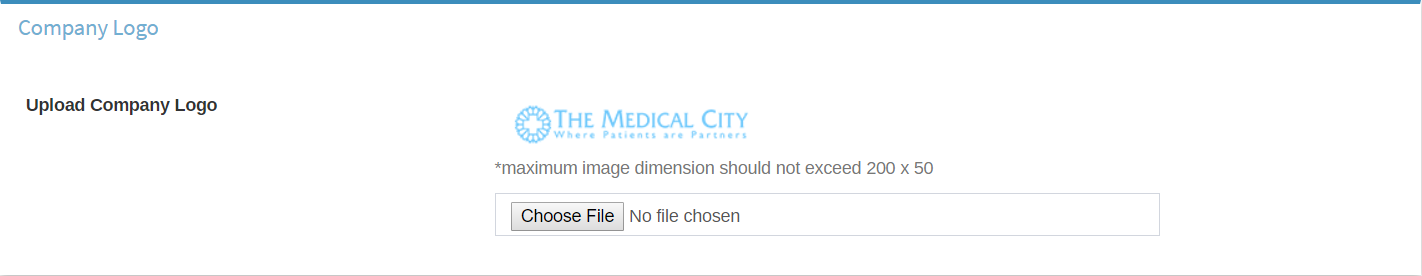 Company Logo
Upload Company Logo
THE MEDICAL CITY
Where Patients are Partners
*maximum image dimension should not exceed 200 x 50
Choose File No file chosen